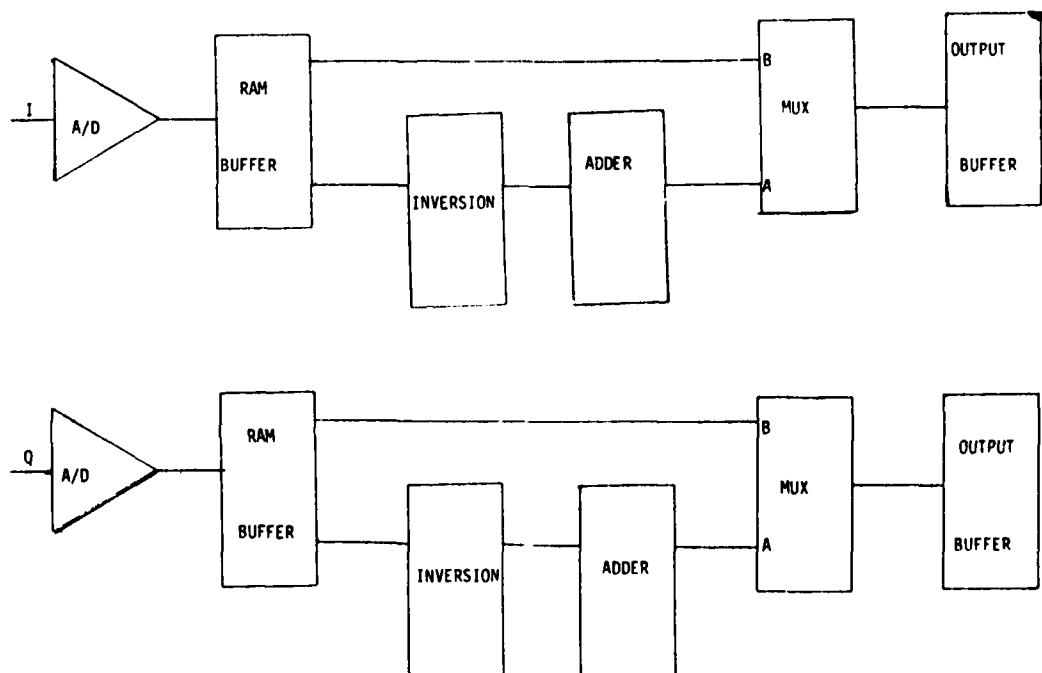 I
A/D
RAM
BUFFER
INVERSION
ADDER
B
A
MUX
OUTPUT
BUFFER
Q
A/D
RAM
BUFFER
INVERSION
ADDER
B
A
MUX
OUTPUT
BUFFER